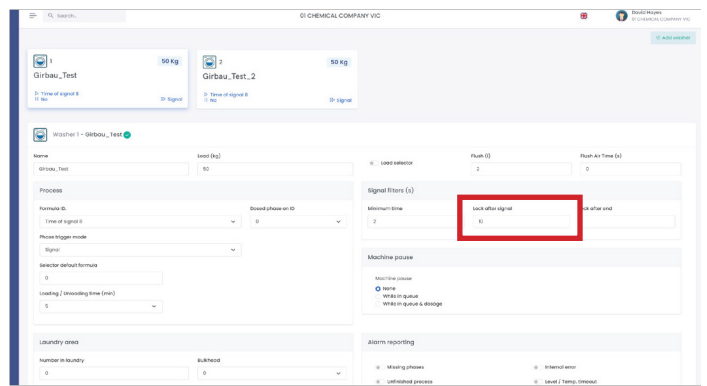 Search...
01 CHEMICAL COMPANY VIC
David Hayes
01 CHEMICAL COMPANY VIC
Add washer
1
50 Kg
Girbau_Test
Time of signal 8
No
Signal
2
50 Kg
Girbau_Test_2
Time of signal 8
No
Signal
Washer 1 - Girbau_Test
Name
Load (Kg)
Load selector
Flush (l)
Flush Air Time (s)
Girbau_Test
50
2
0
Process
Signal filters (s)
Formula ID.
Dosed phase on ID
Minimum time
Lock after signal
ock after end
Time of signal 8
0
2
10
Phase trigger mode
Signal
Machine pause
Selector default formula
0
Machine pause
None
While in queue
While in queue & dosage
Loading / Unloading time (min)
5
Laundry area
Alarm reporting
Number in laundry
Bulkhead
0
0
Missing phases
Internal error
Unfinished process
Level / Temp. timeout